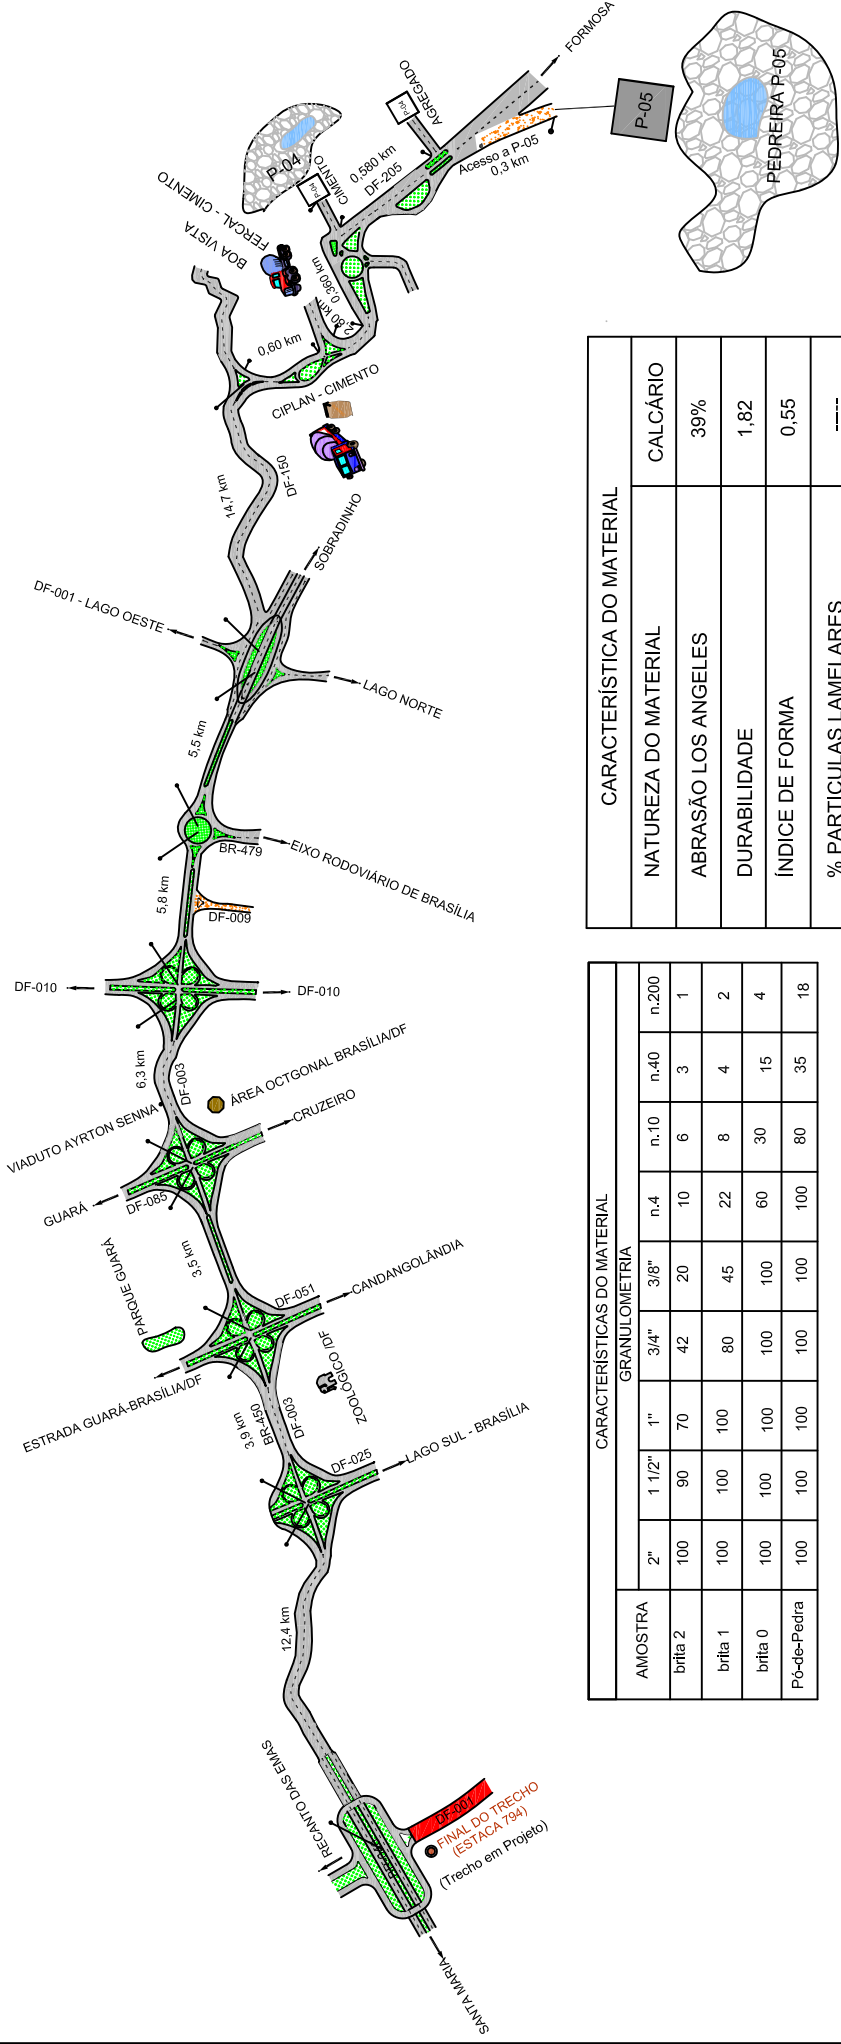 FORMOSA
AGREGADO
P-04
P-05
PEDREIRA P-05
Acesso a P-05
0,3 km
0.580 km
DF-205
CIMENTO
P-04
P-04
FERCAL - CIMENTO
BOA VISTA
0,360 km
2,80 km
0,60 km
CIPLAN - CIMENTO
DF-150
14,7 km
SOBRADINHO
DF-001 - LAGO OESTE
LAGO NORTE
5,5 km
BR-479
EIXO RODOVIÁRIO DE BRASÍLIA
5,8 km
DF-009
DF-010
DF-010
6,3 km
DF-003
ÁREA OCTGONAL BRASÍLIA/DF
VIADUTO AYRTON SENNA
CRUZEIRO
GUARÁ
DF-085
3,5 km
PARQUE GUARÁ
DF-051
CANDANGOLÂNDIA
ESTRADA GUARÁ-BRASÍLIA/DF
ZOOLÓGICO/DF
3,9 km
BR-450
DF-003
DF-025
LAGO SUL - BRASÍLIA
12,4 km
RECANTO DAS EMAS
DF-001
FINAL DO TRECHO
(ESTACA 794)
(Trecho em Projeto)
SANTA MARIA
CARACTERÍSTICA DO MATERIAL
NATUREZA DO MATERIAL CALCÁRIO
ABRASÃO LOS ANGELES 39%
DURABILIDADE 1,82
ÍNDICE DE FORMA 0,55
% PARTICULAS LAMELARES -----
CARACTERÍSTICAS DO MATERIAL
AMOSTRA GRANULOMETRIA
2" 1 1/2" 1" 3/4" 3/8" n.4 n.10 n.40 n.200
brita 2 100 90 70 42 20 10 6 3 1
brita 1 100 100 100 80 45 22 8 4 2
brita 0 100 100 100 100 100 60 30 15 4
Pó-de-Pedra 100 100 100 100 100 100 80 35 18